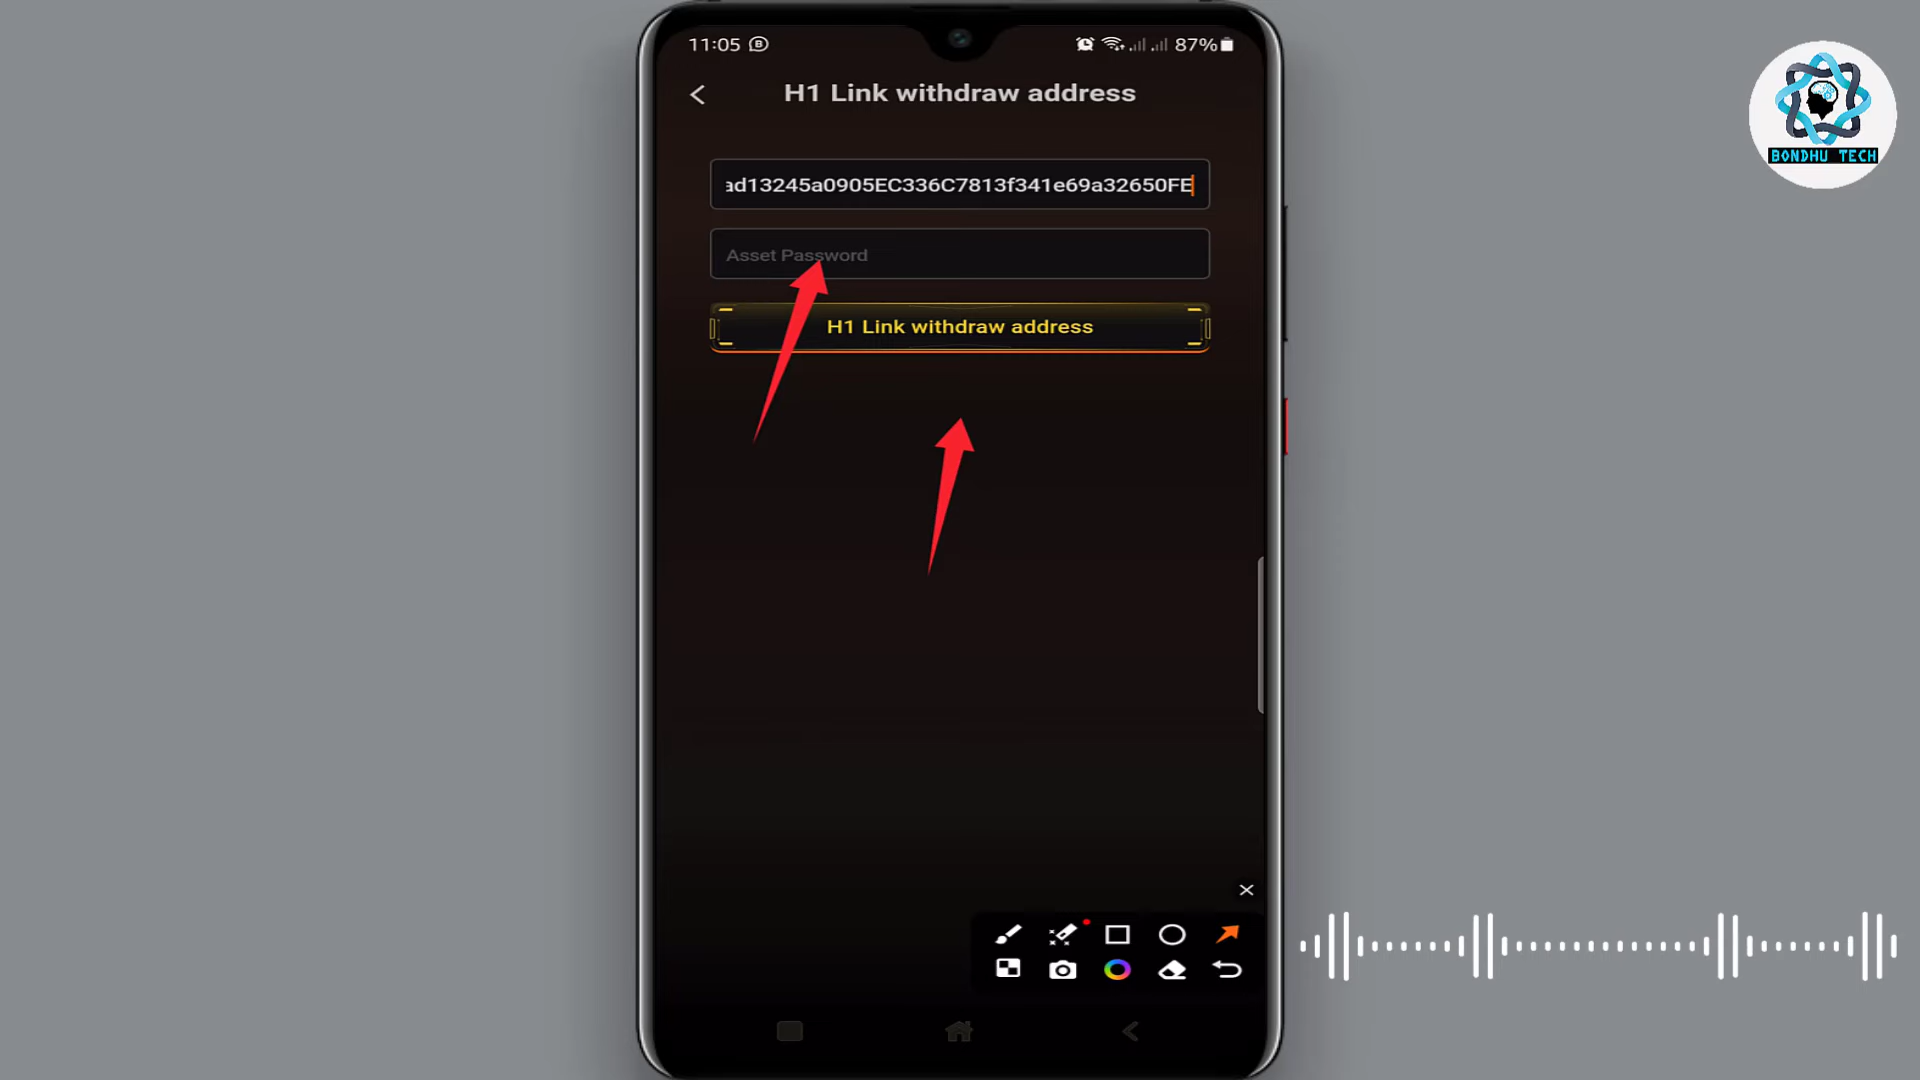 11:05
87%
H1 Link withdraw address
ad13245a0905EC336C7813f341e69a32650FE
Asset Password
H1 Link withdraw address
BONDHU TECH